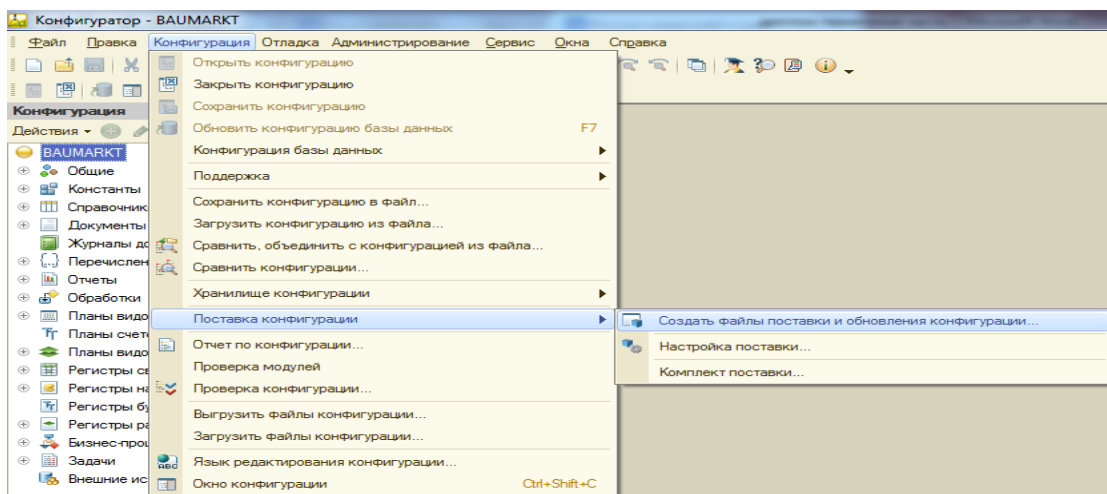 Конфигуратор - BAUMARKT
Файл Правка Конфигурация Отладка Администрирование Сервис Окна Справка
Конфигурация
Действия
BAUMARKT
Общие
Константы
Справочник
Документы
Журналы до
Перечислен
Отчеты
Обработки
Планы видо
Планы счет
Планы видо
Регистры св
Регистры на
Регистры бу
Регистры ра
Бизнес-проц
Задачи
Внешние ис
Открыть конфигурацию
Закрыть конфигурацию
Сохранить конфигурацию
Обновить конфигурацию базы данных F7
Конфигурация базы данных
Поддержка
Сохранить конфигурацию в файл...
Загрузить конфигурацию из файла...
Сравнить, объединить с конфигурацией из файла...
Сравнить конфигурации...
Хранилище конфигурации
Поставка конфигурации
Отчет по конфигурации...
Проверка модулей
Проверка конфигурации...
Выгрузить файлы конфигурации...
Загрузить файлы конфигурации...
Язык редактирования конфигурации...
Окно конфигурации Ctrl+Shift+C
Создать файлы поставки и обновления конфигурации...
Настройка поставки...
Комплект поставки...